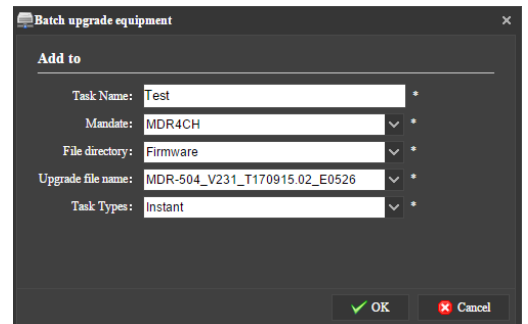 Batch upgrade equipment ×
Add to
Task Name: Test *
Mandate: MDR4CH *
File directory: Firmware *
Upgrade file name: MDR-504_V231_T170915.02_E0526 *
Task Types: Instant *
OK Cancel